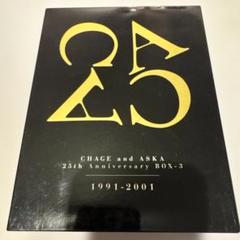 C A
A C
CHAGE and ASKA
25th Anniversary BOX-3
1991-2001